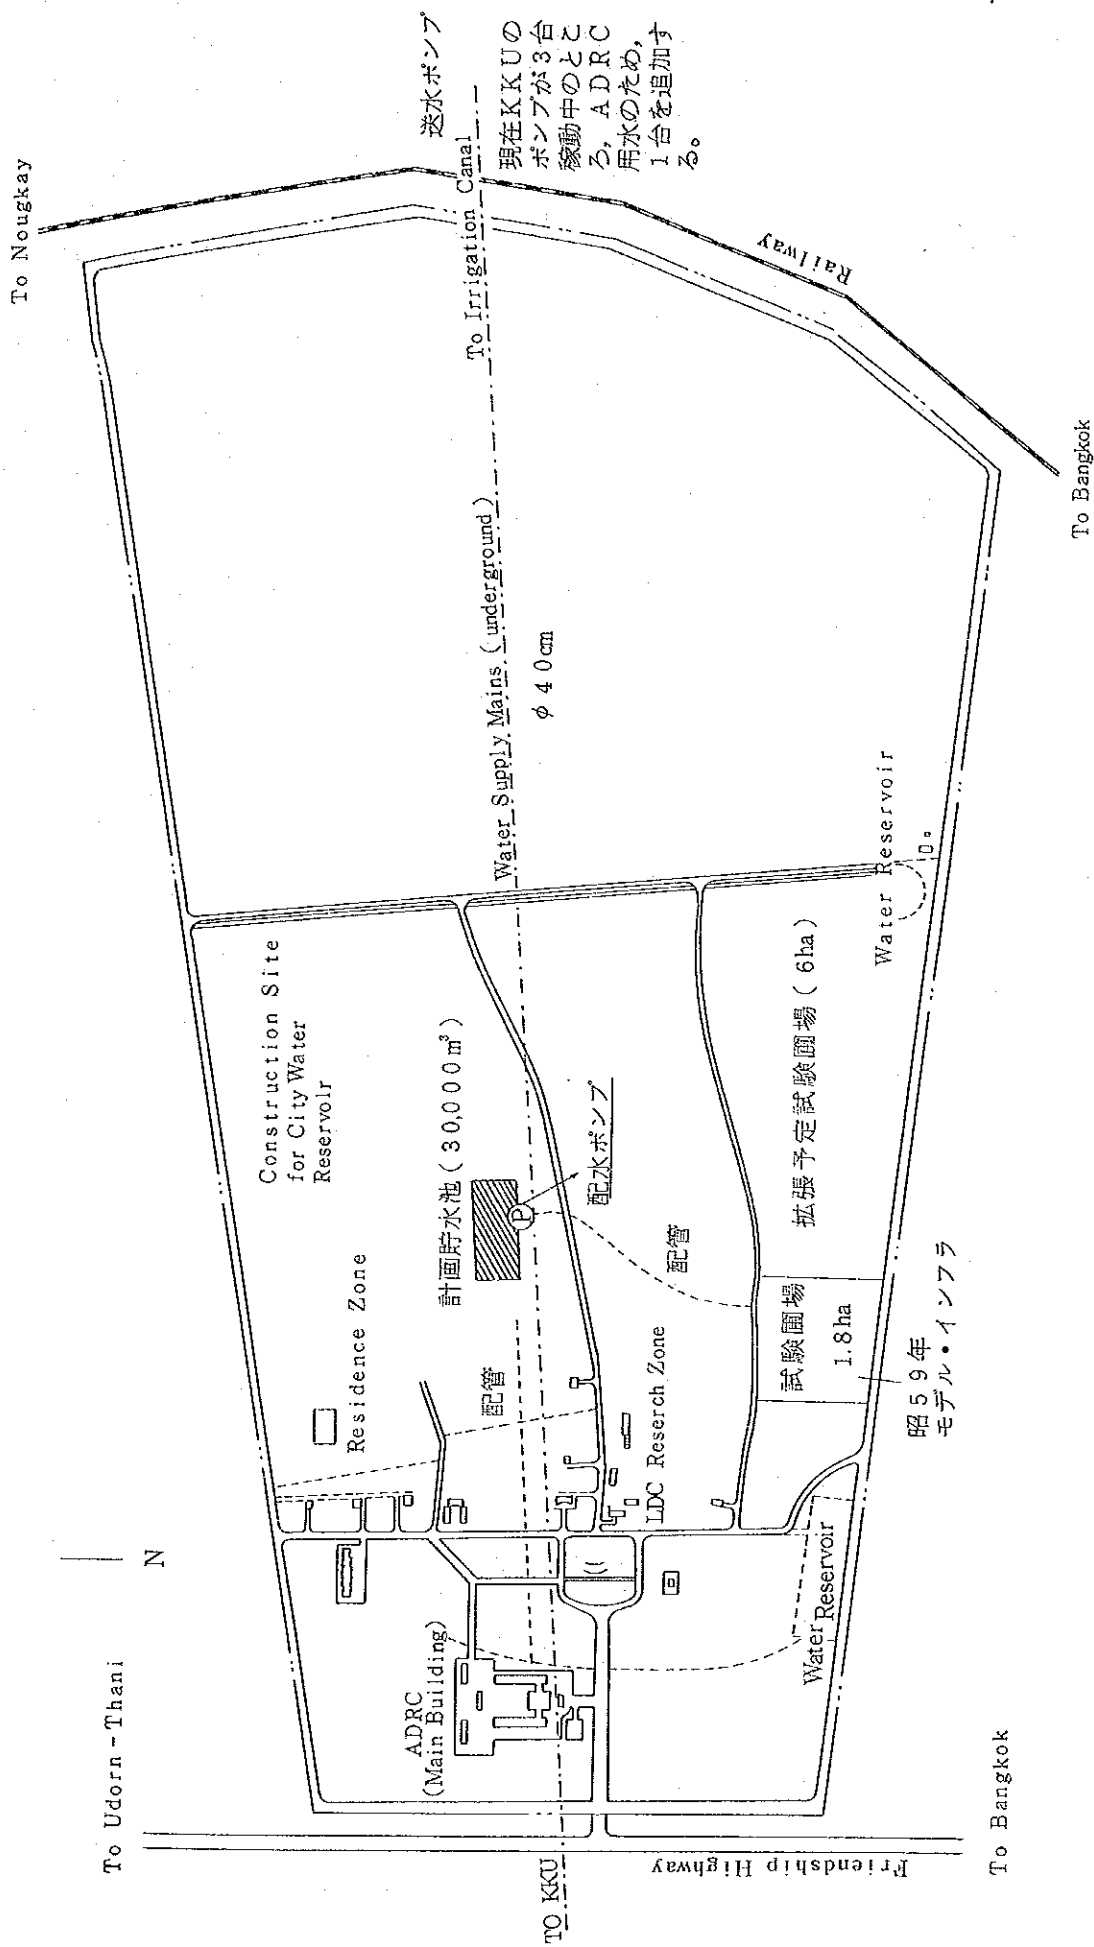 To Nougkay
送水ポンプ
現在KKUの
ポンプが3台
稼動中のとこ
ろ，ADRC
用水のため，
1台を追加す
る。
To Irrigation Canal
Railway
To Bangkok
Water Supply Mains (underground)
φ40cm
Water Reservoir
Construction Site
for City Water
Reservolr
計画貯水池（30,000m³）
P
配水ポンプ
配管
拡張予定試験圃場（6ha）
Residence Zone
配管
LDC Reserch Zone
試験圃場
1.8ha
昭59年
モデル・インフラ
N
ADRC
(Main Building)
Water Reservoir
To Udorn-Thani
TO KKU
Friendship Highway
To Bangkok